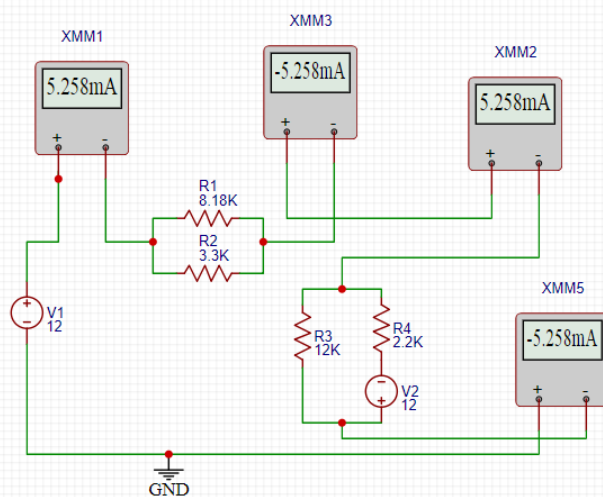 XMM1
5.258mA
+ -
XMM3
-5.258mA
+ -
XMM2
5.258mA
+ -
R1
8.18K
R2
3.3K
+
-
V1
12
R3
12K
R4
2.2K
-
+
V2
12
XMM5
-5.258mA
+ -
GND